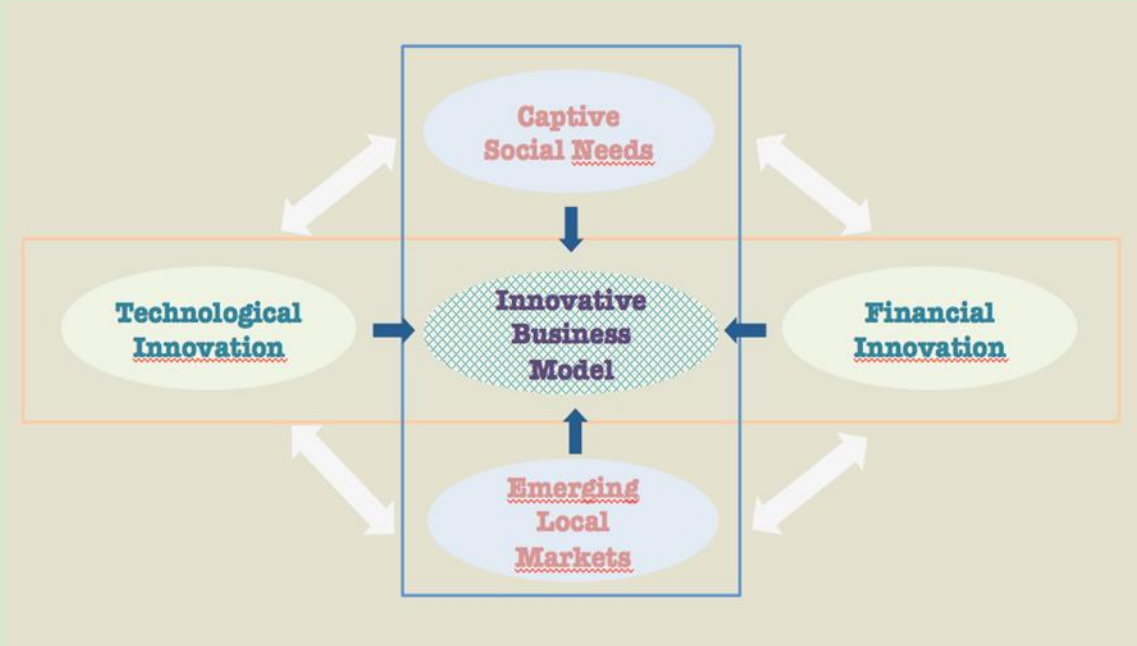 Captive
Social Needs
Technological
Innovation
Innovative
Business
Model
Financial
Innovation
Emerging
Local
Markets